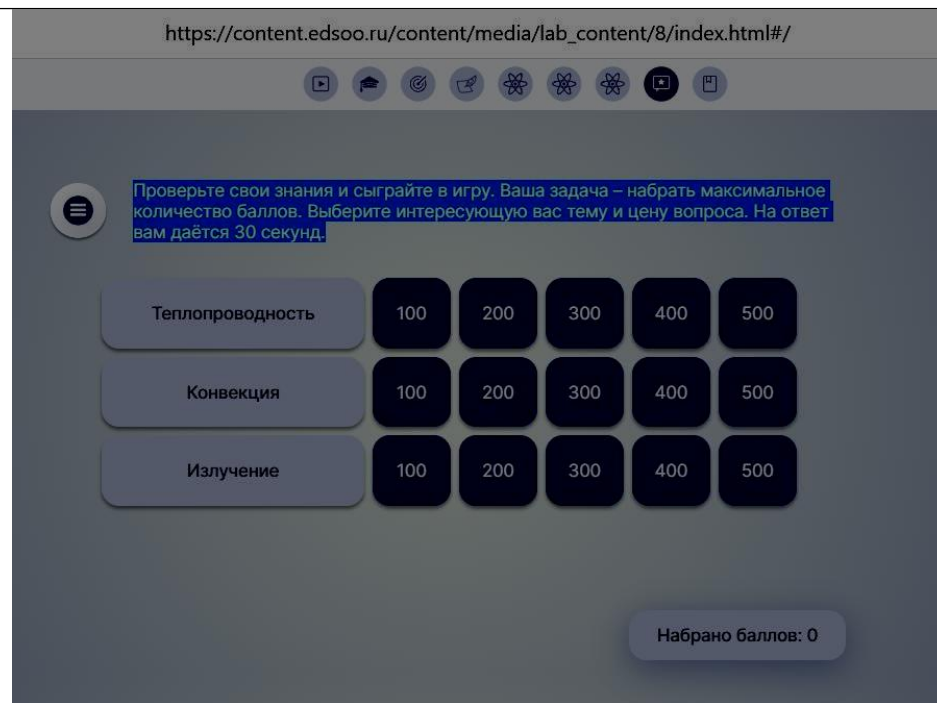 https://content.edsoo.ru/content/media/lab_content/8/index.html#/
Проверьте свои знания и сыграйте в игру. Ваша задача – набрать максимальное
количество баллов. Выберите интересующую вас тему и цену вопроса. На ответ
вам даётся 30 секунд.
Теплопроводность 100 200 300 400 500
Конвекция 100 200 300 400 500
Излучение 100 200 300 400 500
Набрано баллов: 0